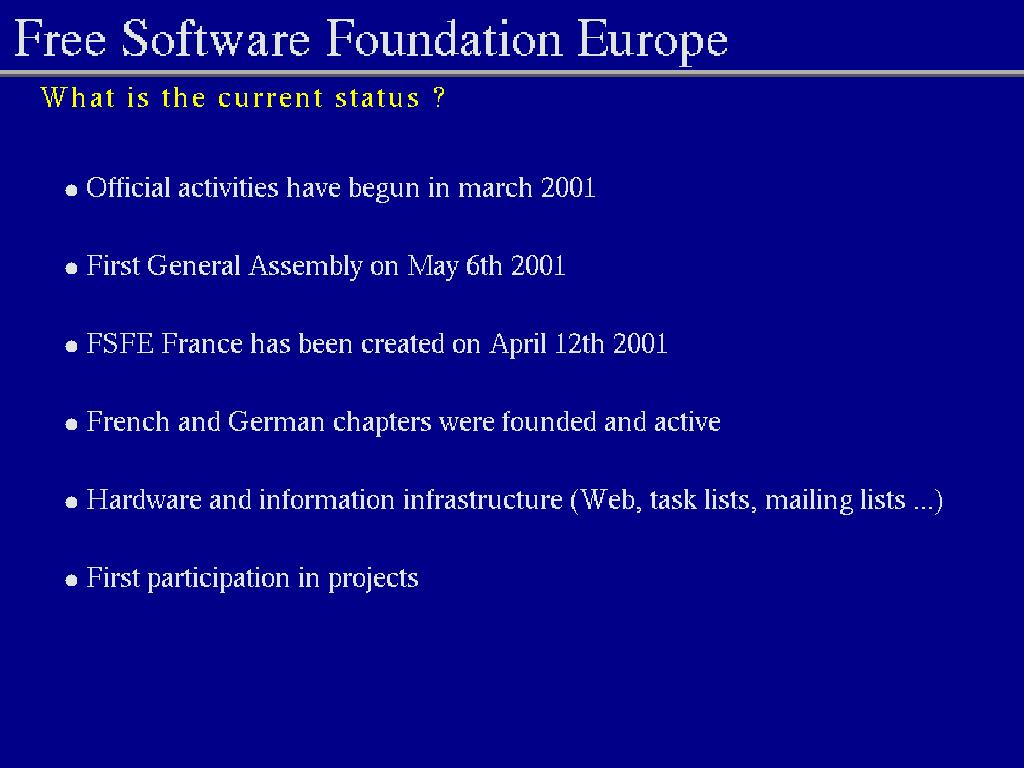 Free Software Foundation Europe
What is the current status ?
● Official activities have begun in march 2001
● First General Assembly on May 6th 2001
● FSFE France has been created on April 12th 2001
● French and German chapters were founded and active
● Hardware and information infrastructure (Web, task lists, mailing lists ...)
● First participation in projects